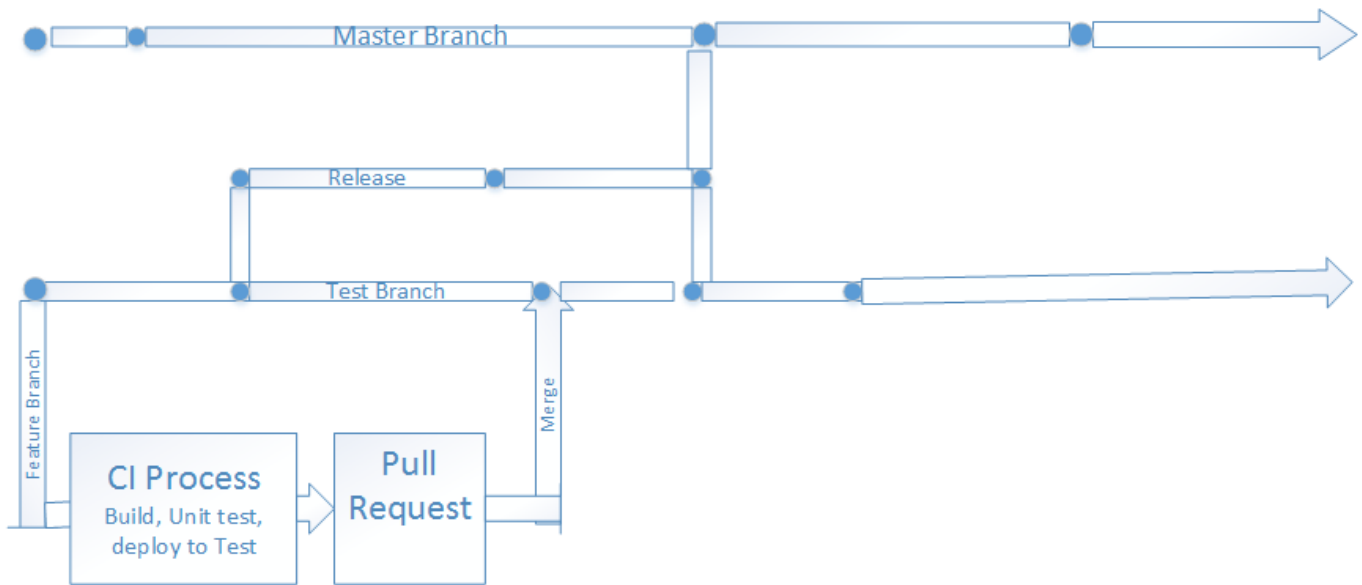 Master Branch
Release
Test Branch
Feature Branch
Merge
CI Process
Build, Unit test,
deploy to Test
Pull
Request